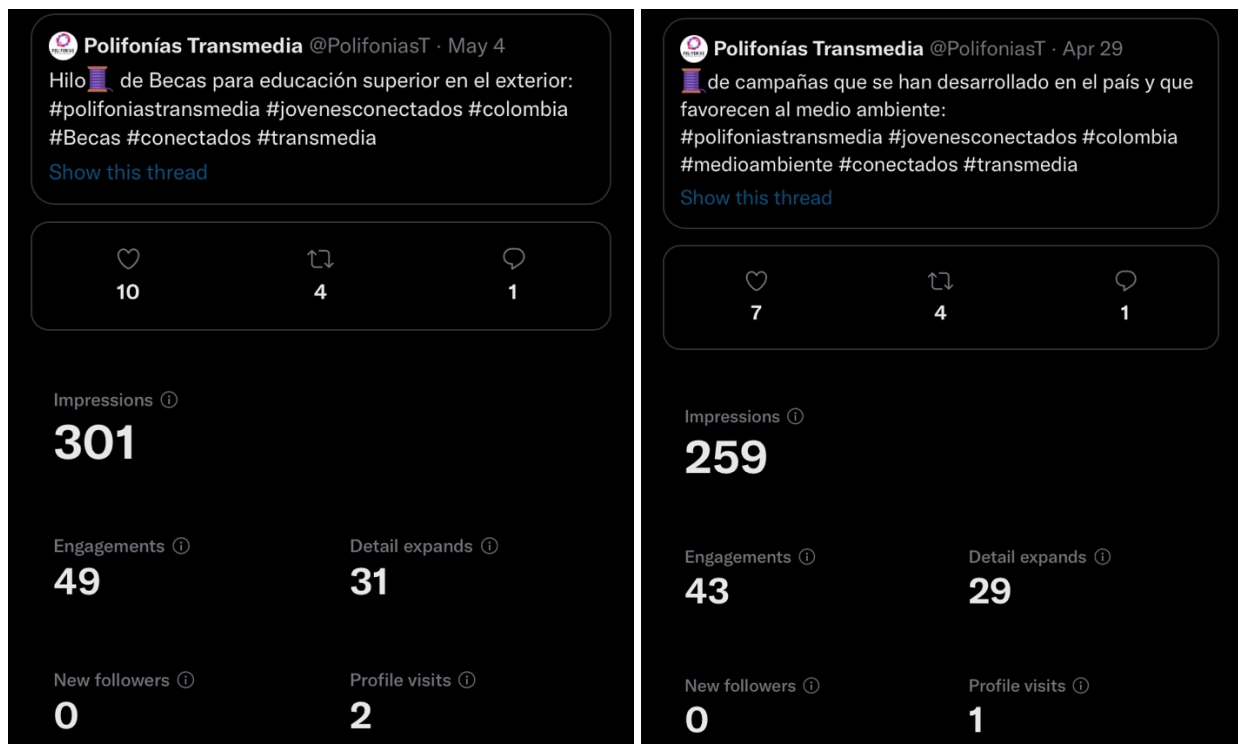 Polifonías Transmedia @PolifoniasT · May 4
Hilo🧵 de Becas para educación superior en el exterior:
#polifoniastransmedia #jovenesconectados #colombia
#Becas #conectados #transmedia
Show this thread
10 4 1
Impressions
301
Engagements Detail expands
49 31
New followers Profile visits
0 2
Polifonías Transmedia @PolifoniasT · Apr 29
🧵 de campañas que se han desarrollado en el país y que
favorecen al medio ambiente:
#polifoniastransmedia #jovenesconectados #colombia
#medioambiente #conectados #transmedia
Show this thread
7 4 1
Impressions
259
Engagements Detail expands
43 29
New followers Profile visits
0 1